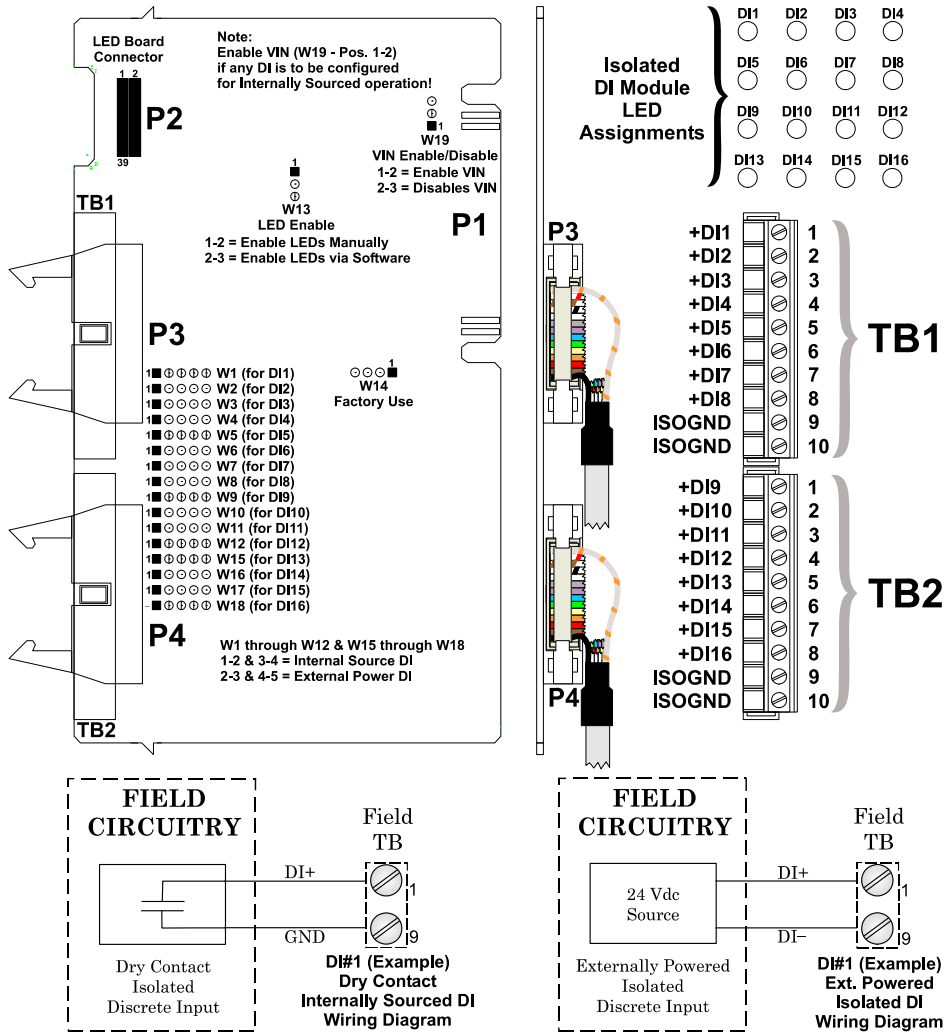 LED Board
Connector
1 2
39
P2
Note:
Enable VIN (W19 - Pos. 1-2)
if any DI is to be configured
for Internally Sourced operation!
1
W19
VIN Enable/Disable
1-2 = Enable VIN
2-3 = Disables VIN
1
W13
LED Enable
1-2 = Enable LEDs Manually
2-3 = Enable LEDs via Software
P1
TB1
P3
1 W1 (for DI1)
W2 (for DI2)
1 W3 (for DI3)
W4 (for DI4)
1 W5 (for DI5)
W6 (for DI6)
1 W7 (for DI7)
W8 (for DI8)
1 W9 (for DI9)
W10 (for DI10)
1 W11 (for DI11)
W12 (for DI12)
1 W15 (for DI13)
1 W16 (for DI14)
1 W17 (for DI15)
W18 (for DI16)
1
W14
Factory Use
P4
W1 through W12 & W15 through W18
1-2 & 3-4 = Internal Source DI
2-3 & 4-5 = External Power DI
TB2
Isolated
DI Module
LED
Assignments
DI1 DI2 DI3 DI4
DI5 DI6 DI7 DI8
DI9 DI10 DI11 DI12
DI13 DI14 DI15 DI16
P3
+DI1 1
+DI2 2
+DI3 3
+DI4 4
+DI5 5
+DI6 6
+DI7 7
+DI8 8
ISOGND 9
ISOGND 10
TB1
+DI9 1
+DI10 2
+DI11 3
+DI12 4
+DI13 5
+DI14 6
+DI15 7
+DI16 8
ISOGND 9
ISOGND 10
TB2
P4
FIELD
CIRCUITRY
Field
TB
DI+
1
GND
9
Dry Contact
Isolated
Discrete Input
DI#1 (Example)
Dry Contact
Internally Sourced DI
Wiring Diagram
FIELD
CIRCUITRY
Field
TB
24 Vdc
Source
DI+
1
DI–
9
Externally Powered
Isolated
Discrete Input
DI#1 (Example)
Ext. Powered
Isolated DI
Wiring Diagram